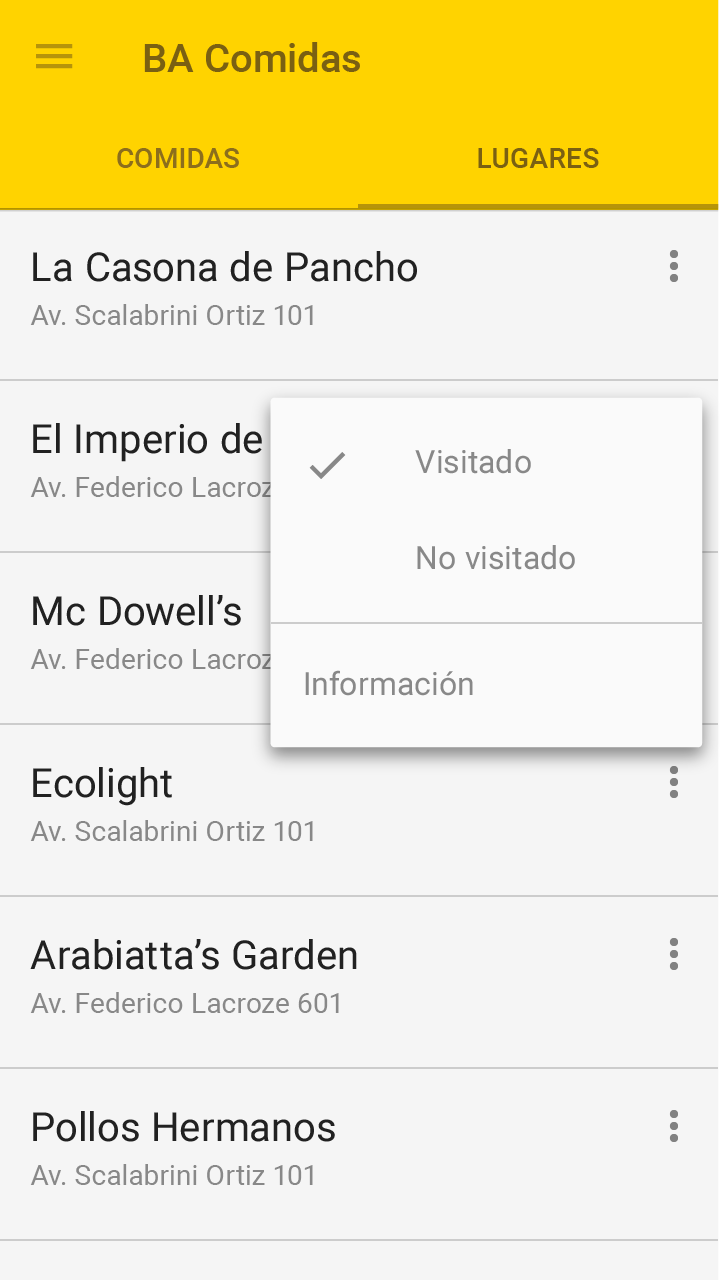 BA Comidas
COMIDAS
LUGARES
La Casona de Pancho
Av. Scalabrini Ortiz 101
El Imperio de
Av. Federico
Visitado
No visitado
Mc Dowell’s
Av. Federico
Información
Ecolight
Av. Scalabrini Ortiz 101
Arabiatta’s Garden
Av. Federico Lacroze 601
Pollos Hermanos
Av. Scalabrini Ortiz 101